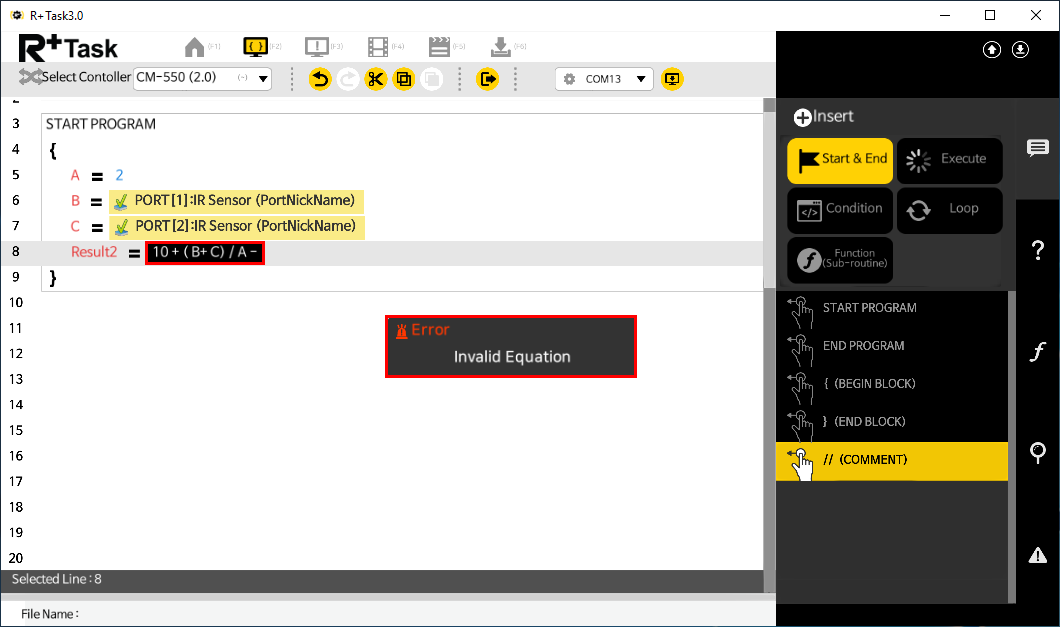 R+ Task3.0
R+ Task
(F1)
(F2)
(F3)
(F4)
(F5)
(F6)
Select Contoller
CM-550 (2.0)
(-)
COM13
3 START PROGRAM
4 {
5 A = 2
6 B = PORT[1]:IR Sensor (PortNickName)
7 C = PORT[2]:IR Sensor (PortNickName)
8 Result2 = 10 + ( B+ C) / A -
9 }
10
11
12
13
14
15
16
17
18
19
20
Error
Invalid Equation
Selected Line : 8
File Name :
Insert
Start & End
Execute
Condition
Loop
Function
(Sub-routine)
START PROGRAM
END PROGRAM
{ (BEGIN BLOCK)
} (END BLOCK)
// (COMMENT)